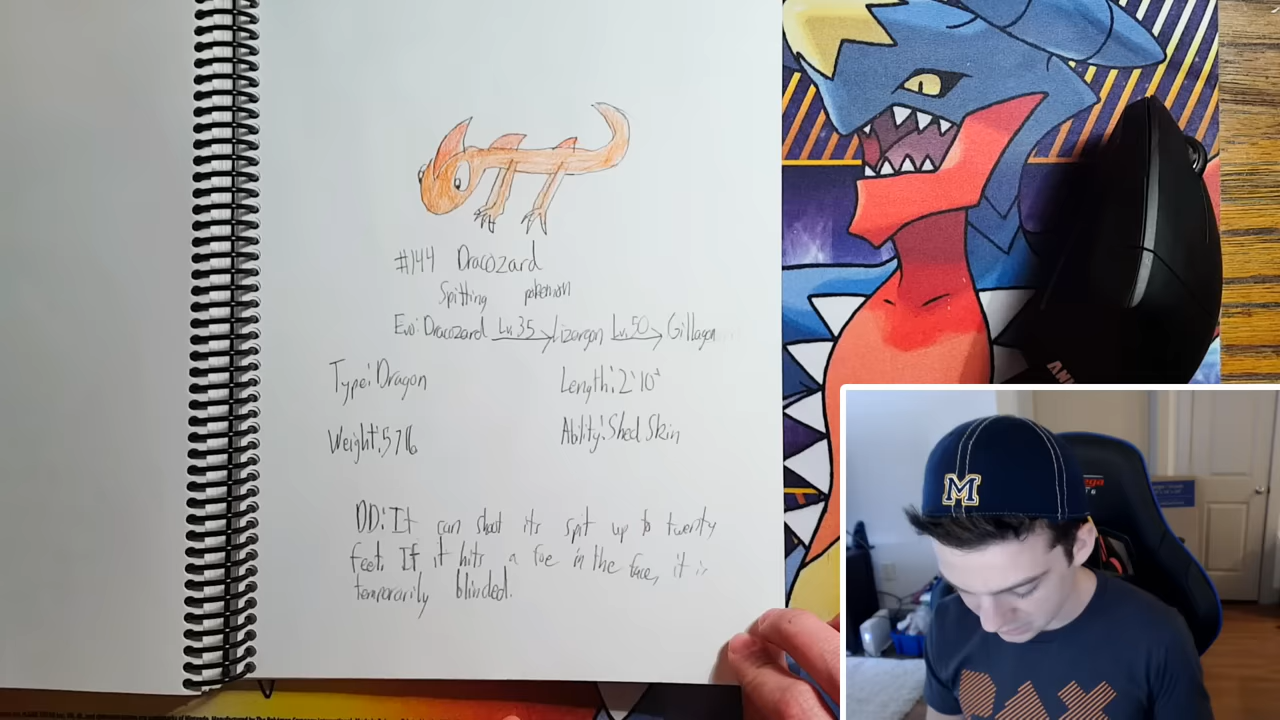 #144 Dracozard
Spitting pokemon
Evo: Dracozard Lv.35 Lizargon Lv.50 Gillagon
Type: Dragon
Length: 2'10"
Weight: 57lb
Ability: Shed Skin
DD: It can shoot its spit up to twenty
feet. If it hits a foe in the face, it is
temporarily blinded.
M
PAX